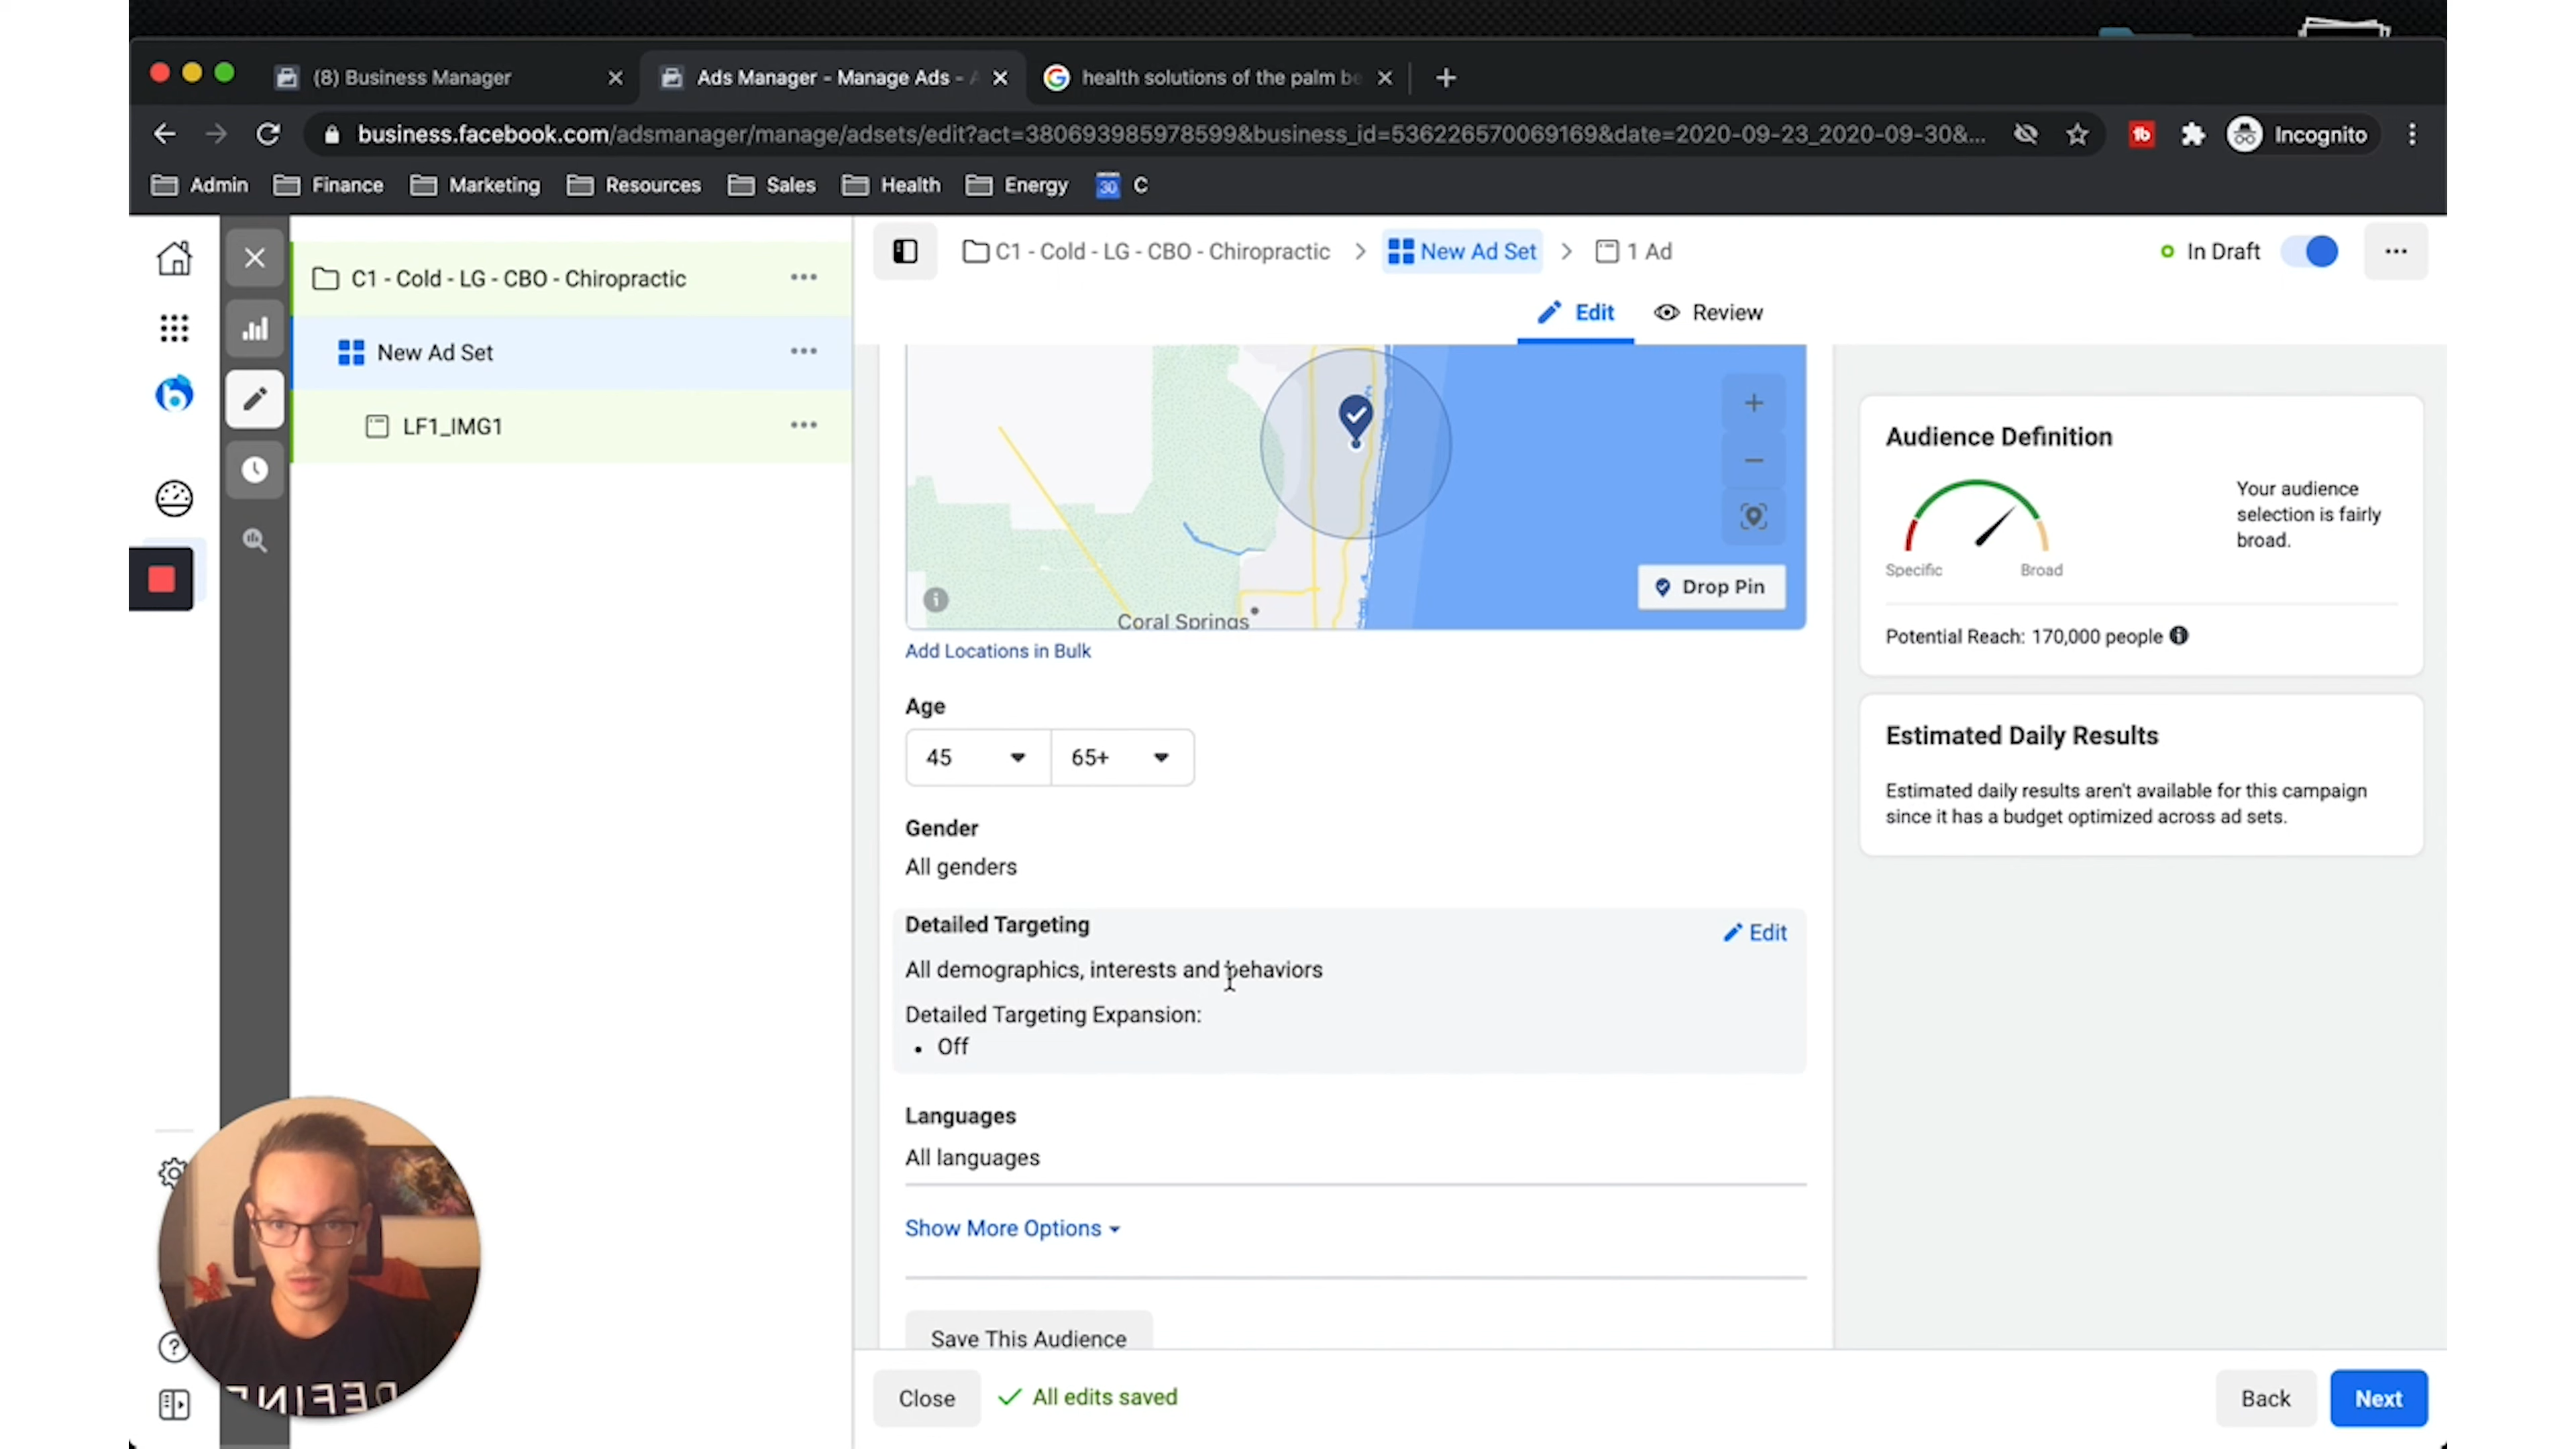 (8) Business Manager
Ads Manager - Manage Ads - A
health solutions of the palm be
business.facebook.com/adsmanager/manage/adsets/edit?act=380693985978599&business_id=536226570069169&date=2020-09-23_2020-09-30&...
Incognito
Admin Finance Marketing Resources Sales Health Energy 30 C
C1 - Cold - LG - CBO - Chiropractic
New Ad Set
LF1_IMG1
C1 - Cold - LG - CBO - Chiropractic > New Ad Set > 1 Ad
In Draft
Edit Review
Coral Springs
Drop Pin
Add Locations in Bulk
Age
45 65+
Gender
All genders
Detailed Targeting
Edit
All demographics, interests and behaviors
Detailed Targeting Expansion:
• Off
Languages
All languages
Show More Options
Save This Audience
Close All edits saved
Back Next
Audience Definition
Specific Broad
Your audience
selection is fairly
broad.
Potential Reach: 170,000 people
Estimated Daily Results
Estimated daily results aren't available for this campaign
since it has a budget optimized across ad sets.
DEFINE